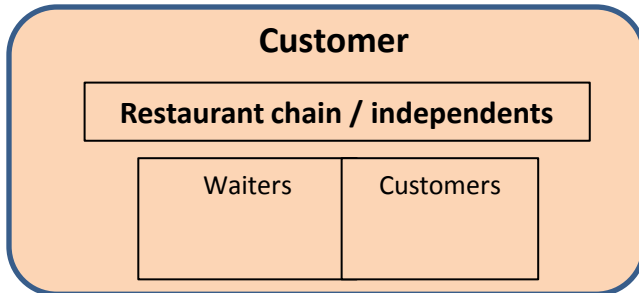 Customer
Restaurant chain / independents
Waiters
Customers